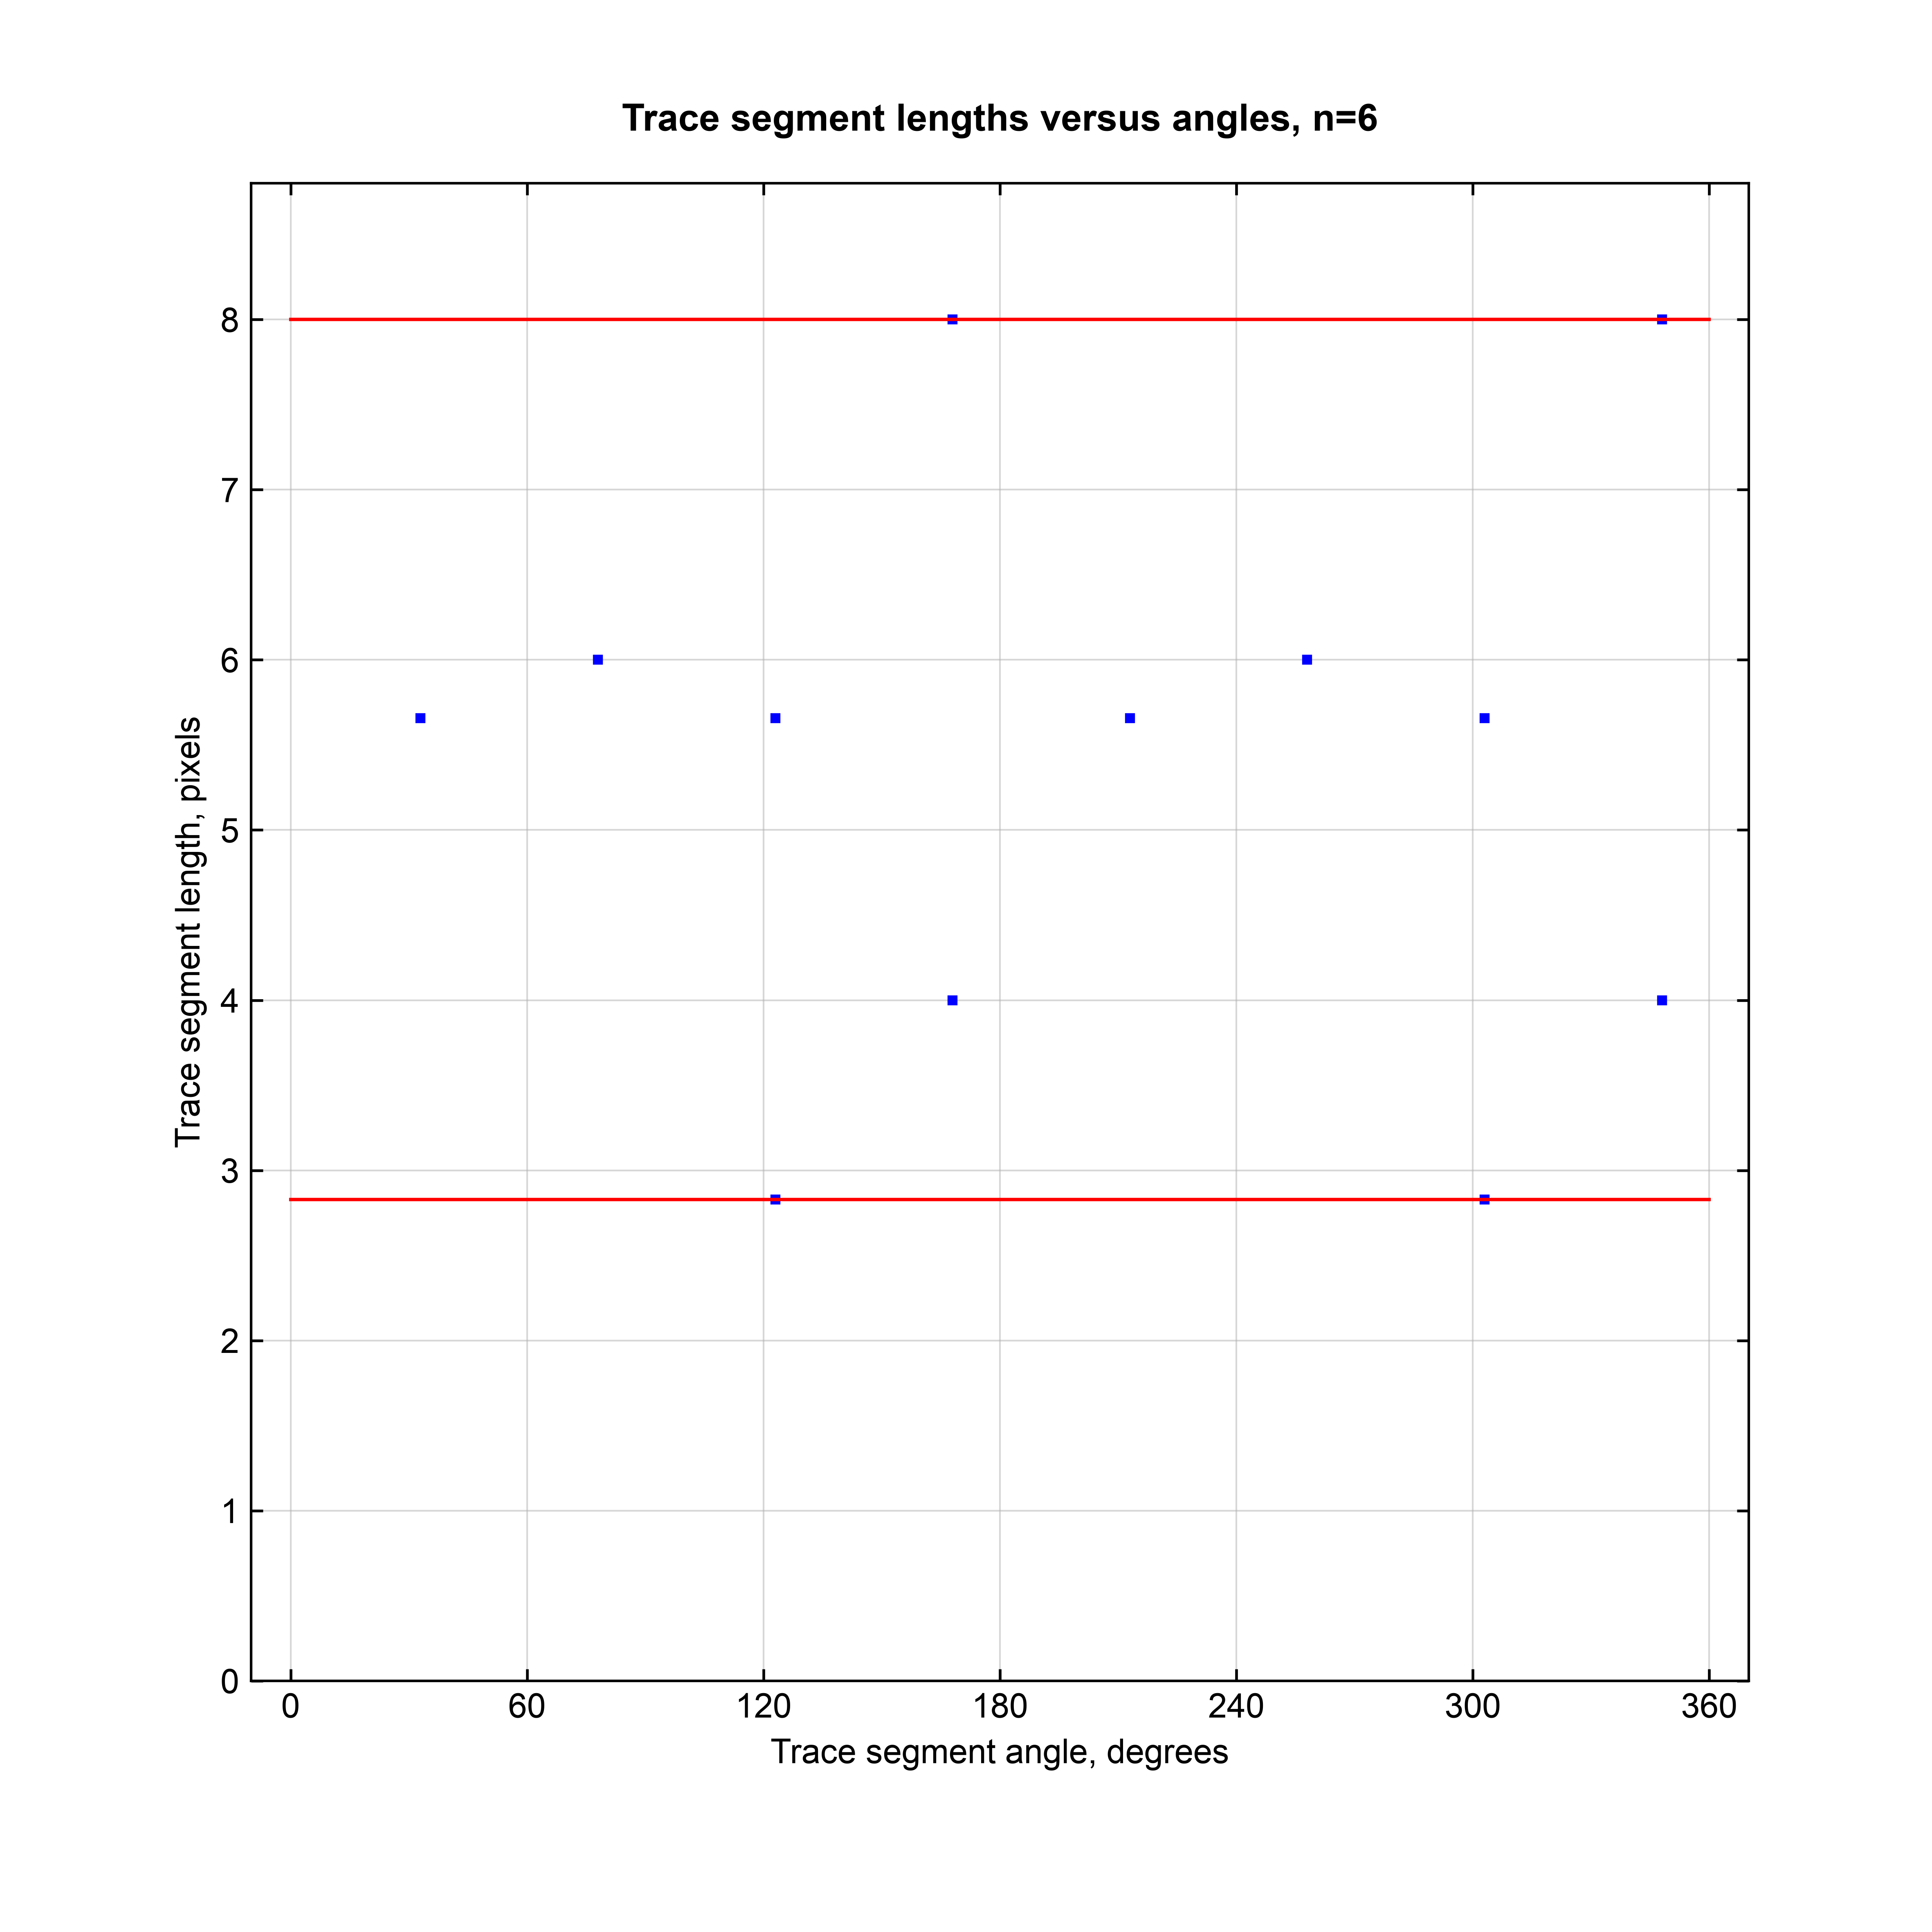 Trace segment lengths versus angles, n=6
8
7
6
5
4
3
2
1
0
Trace segment length, pixels
0 60 120 180 240 300 360
Trace segment angle, degrees